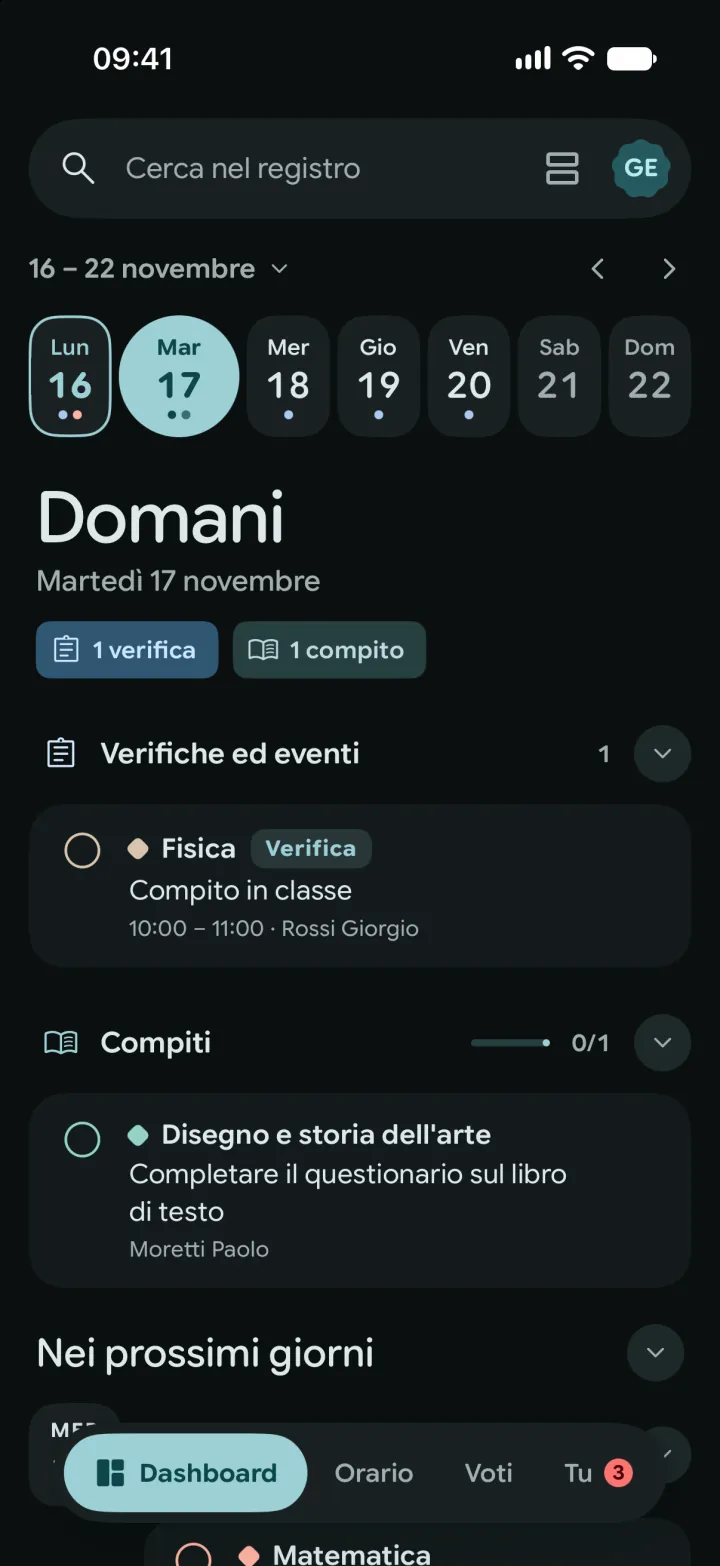 09:41
Cerca nel registro
GE
16 – 22 novembre
Lun Mar Mer Gio Ven Sab Dom
16 17 18 19 20 21 22
Domani
Martedì 17 novembre
1 verifica 1 compito
Verifiche ed eventi 1
Fisica Verifica
Compito in classe
10:00 – 11:00 · Rossi Giorgio
Compiti 0/1
Disegno e storia dell'arte
Completare il questionario sul libro
di testo
Moretti Paolo
Nei prossimi giorni
Dashboard Orario Voti Tu 3
Matematica